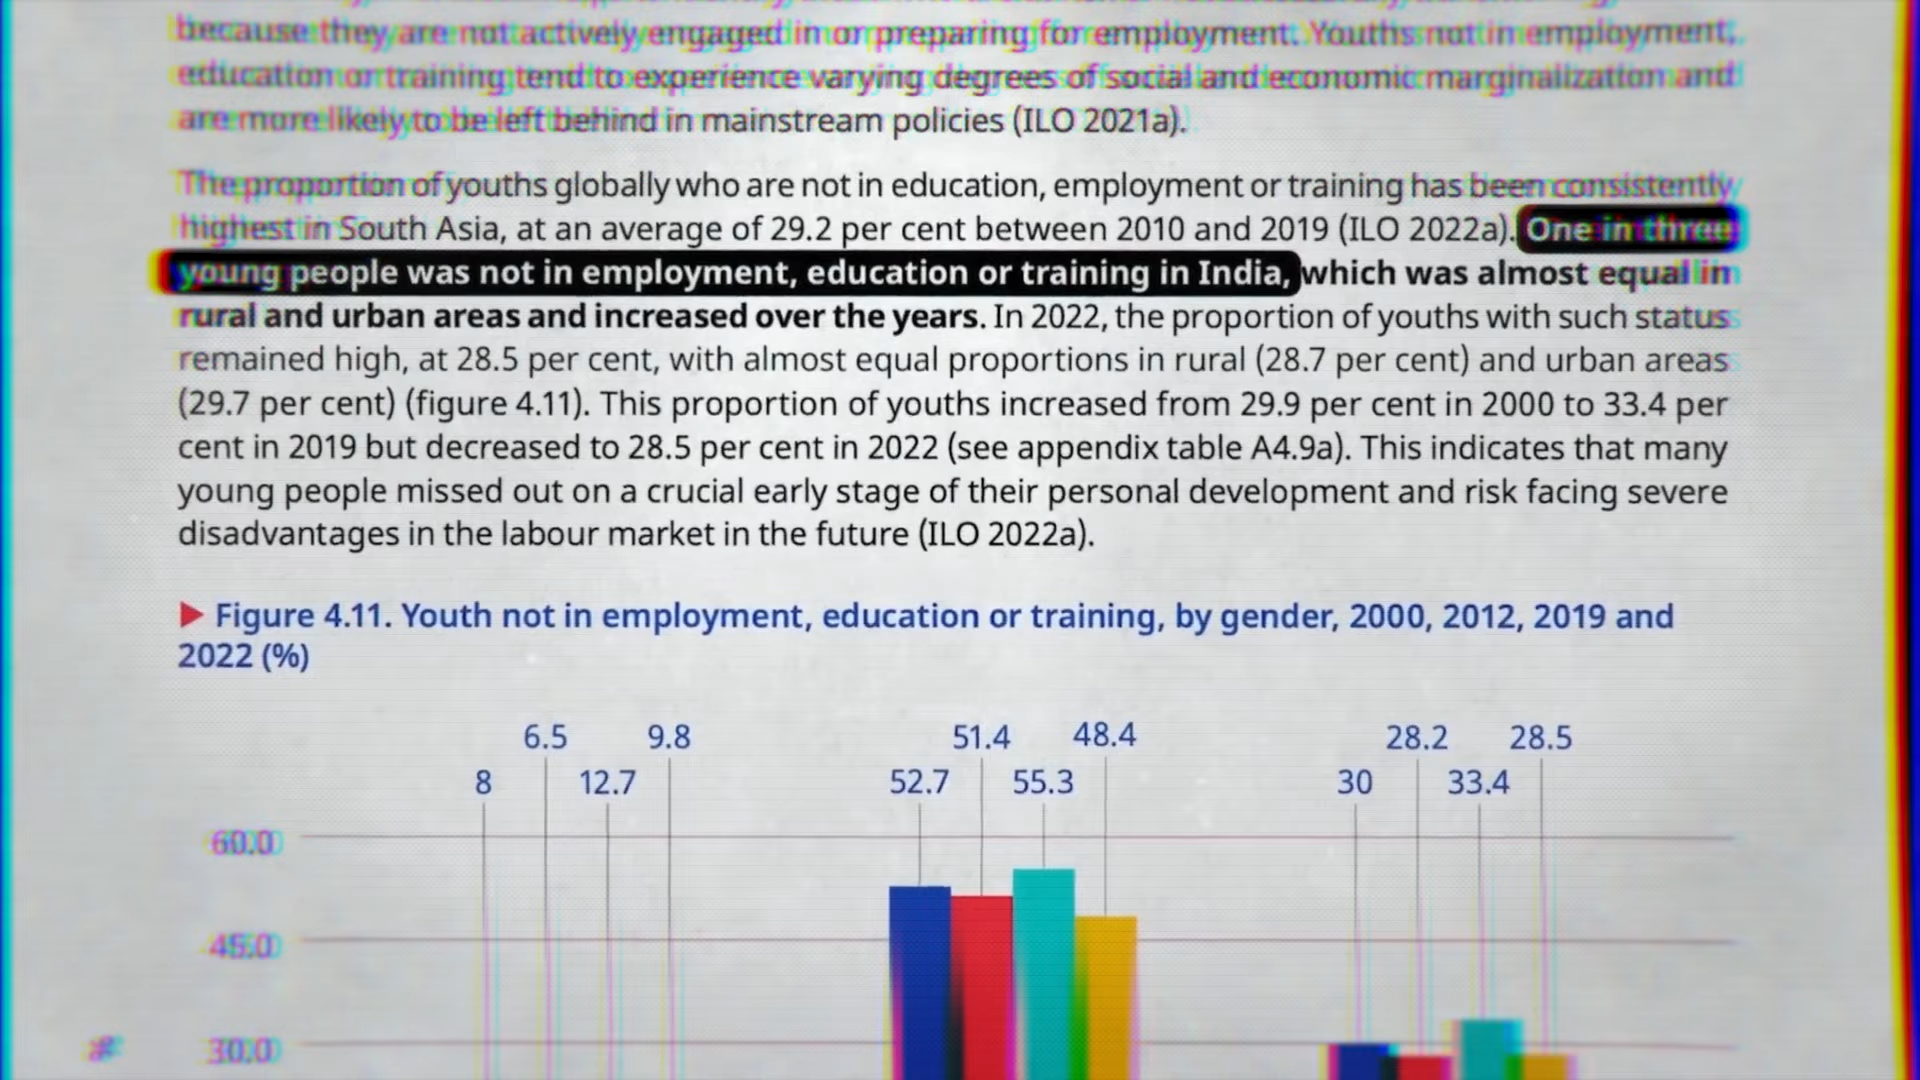 because they are not actively engaged in or preparing for employment. Youths not in employment,
education or training tend to experience varying degrees of social and economic marginalization and
are more likely to be left behind in mainstream policies (ILO 2021a).
The proportion of youths globally who are not in education, employment or training has been consistently
highest in South Asia, at an average of 29.2 per cent between 2010 and 2019 (ILO 2022a). One in three
young people was not in employment, education or training in India, which was almost equal in
rural and urban areas and increased over the years. In 2022, the proportion of youths with such status
remained high, at 28.5 per cent, with almost equal proportions in rural (28.7 per cent) and urban areas
(29.7 per cent) (figure 4.11). This proportion of youths increased from 29.9 per cent in 2000 to 33.4 per
cent in 2019 but decreased to 28.5 per cent in 2022 (see appendix table A4.9a). This indicates that many
young people missed out on a crucial early stage of their personal development and risk facing severe
disadvantages in the labour market in the future (ILO 2022a).
Figure 4.11. Youth not in employment, education or training, by gender, 2000, 2012, 2019 and
2022 (%)
6.5 9.8 51.4 48.4 28.2 28.5
8 12.7 52.7 55.3 30 33.4
60.0
45.0
30.0